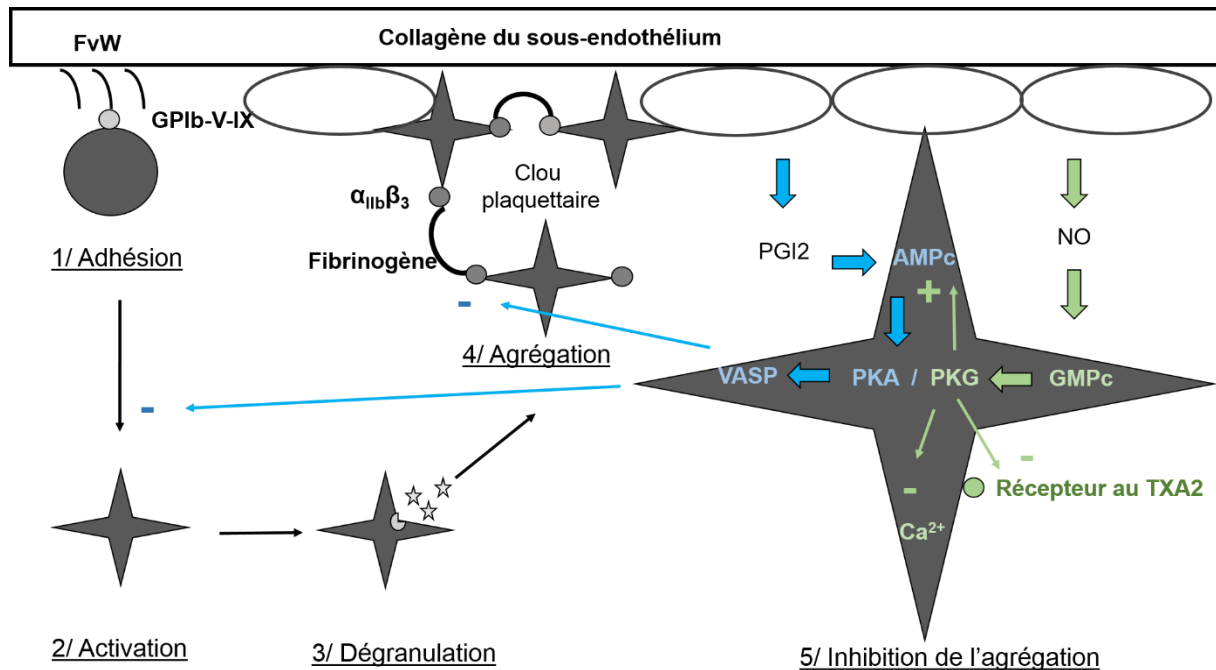 FvW
Collagène du sous-endothélium
GPIb-V-IX
1/ Adhésion
αIIbβ3
Clou
plaquettaire
Fibrinogène
-
4/ Agrégation
-
2/ Activation
3/ Dégranulation
PGI2
AMPc
+
NO
VASP
PKA / PKG
GMPc
-
-
Récepteur au TXA2
Ca²⁺
5/ Inhibition de l’agrégation